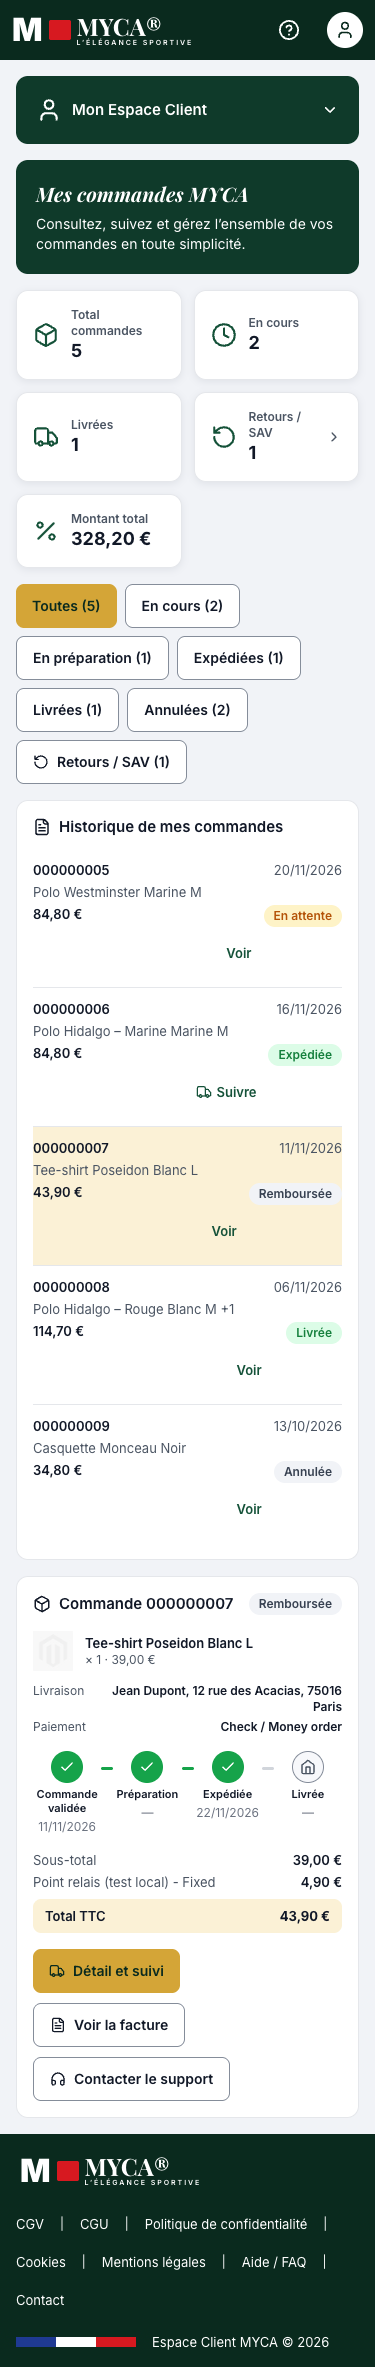 M MYCA®
L'ÉLÉGANCE SPORTIVE
Mon Espace Client
Mes commandes MYCA
Consultez, suivez et gérez l’ensemble de vos
commandes en toute simplicité.
Total
commandes
5
En cours
2
Livrées
1
Retours /
SAV
1
Montant total
328,20 €
Toutes (5)
En cours (2)
En préparation (1)
Expédiées (1)
Livrées (1)
Annulées (2)
Retours / SAV (1)
Historique de mes commandes
000000005 20/11/2026
Polo Westminster Marine M
84,80 € En attente
Voir
000000006 16/11/2026
Polo Hidalgo – Marine Marine M
84,80 € Expédiée
Suivre
000000007 11/11/2026
Tee-shirt Poseidon Blanc L
43,90 € Remboursée
Voir
000000008 06/11/2026
Polo Hidalgo – Rouge Blanc M +1
114,70 € Livrée
Voir
000000009 13/10/2026
Casquette Monceau Noir
34,80 € Annulée
Voir
Commande 000000007 Remboursée
Tee-shirt Poseidon Blanc L
× 1 · 39,00 €
Livraison Jean Dupont, 12 rue des Acacias, 75016
Paris
Paiement Check / Money order
Commande
validée
11/11/2026
Préparation
—
Expédiée
22/11/2026
Livrée
—
Sous-total 39,00 €
Point relais (test local) - Fixed 4,90 €
Total TTC 43,90 €
Détail et suivi
Voir la facture
Contacter le support
M MYCA®
L'ÉLÉGANCE SPORTIVE
CGV | CGU | Politique de confidentialité |
Cookies | Mentions légales | Aide / FAQ |
Contact
Espace Client MYCA © 2026